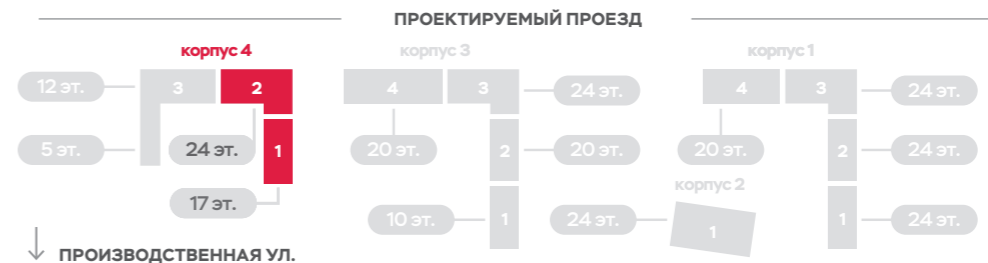 ПРОЕКТИРУЕМЫЙ ПРОЕЗД
корпус 4
корпус 3
корпус 1
12 эт.
3
2
4
3
24 эт.
4
3
24 эт.
5 эт.
24 эт.
1
20 эт.
2
20 эт.
20 эт.
2
24 эт.
корпус 2
17 эт.
10 эт.
1
24 эт.
1
1
24 эт.
ПРОИЗВОДСТВЕННАЯ УЛ.